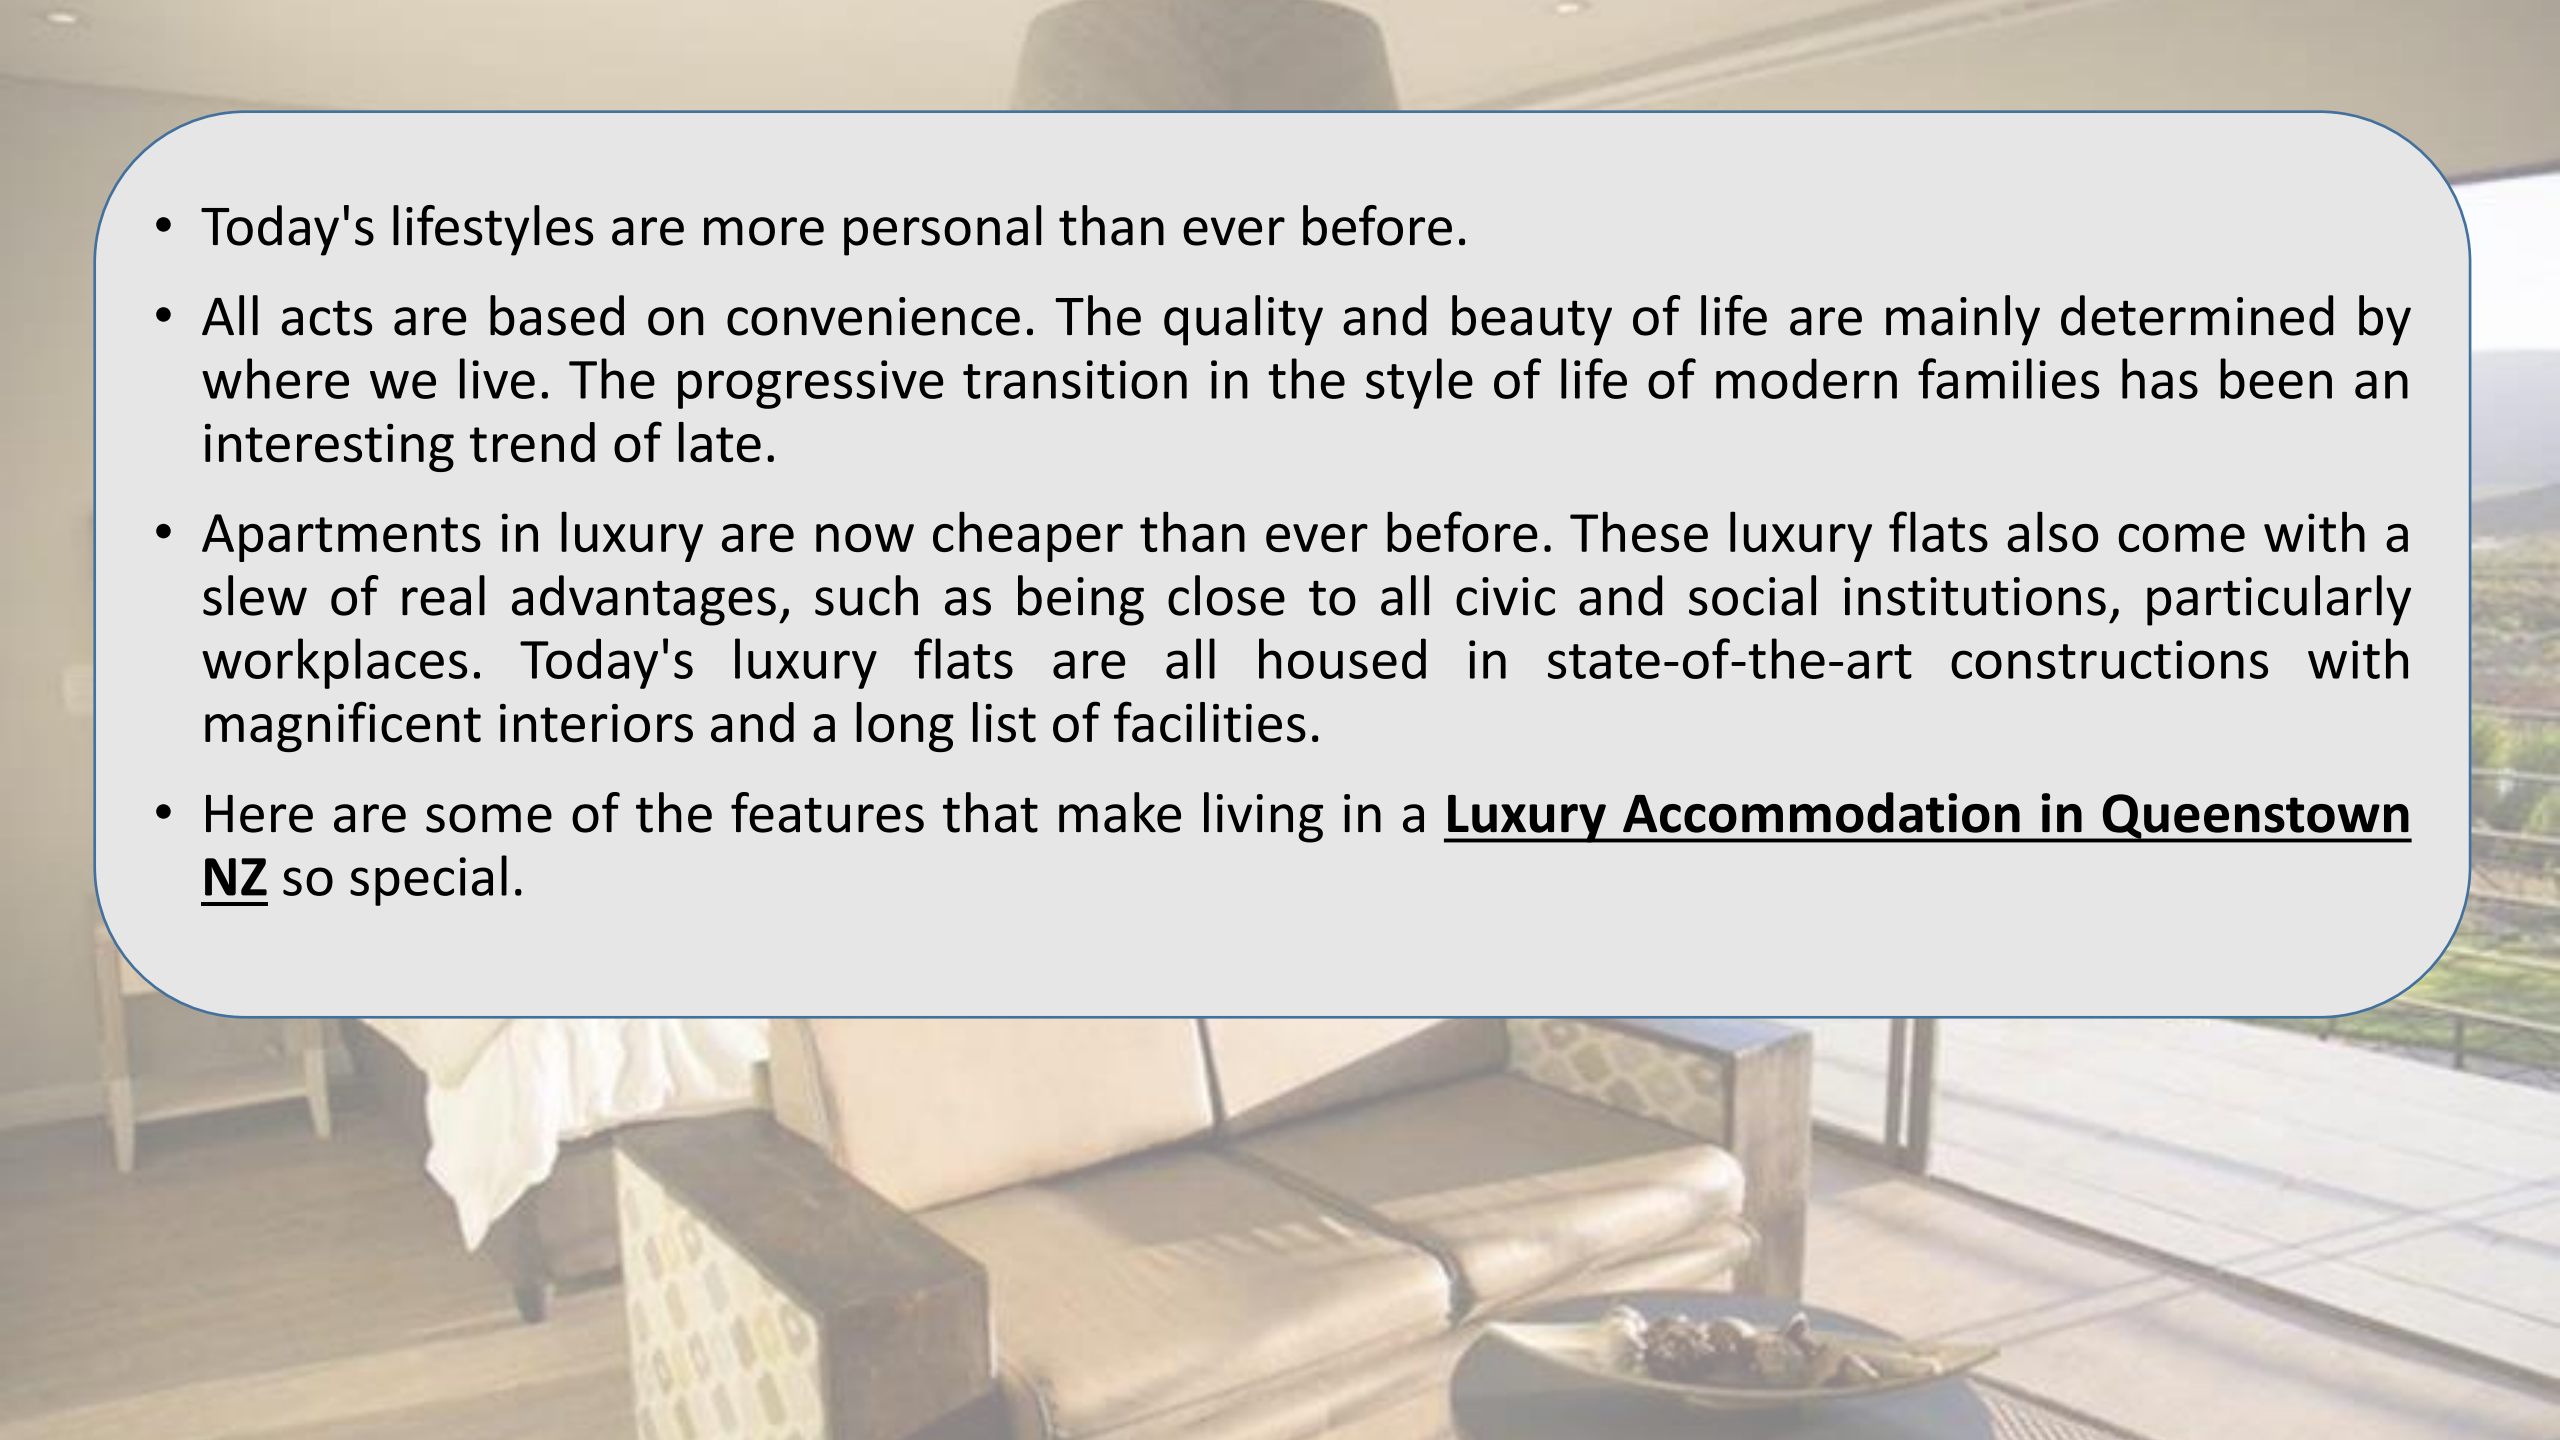 • Today's lifestyles are more personal than ever before.
• All acts are based on convenience. The quality and beauty of life are mainly determined by
where we live. The progressive transition in the style of life of modern families has been an
interesting trend of late.
• Apartments in luxury are now cheaper than ever before. These luxury flats also come with a
slew of real advantages, such as being close to all civic and social institutions, particularly
workplaces. Today's luxury flats are all housed in state-of-the-art constructions with
magnificent interiors and a long list of facilities.
• Here are some of the features that make living in a Luxury Accommodation in Queenstown
NZ so special.